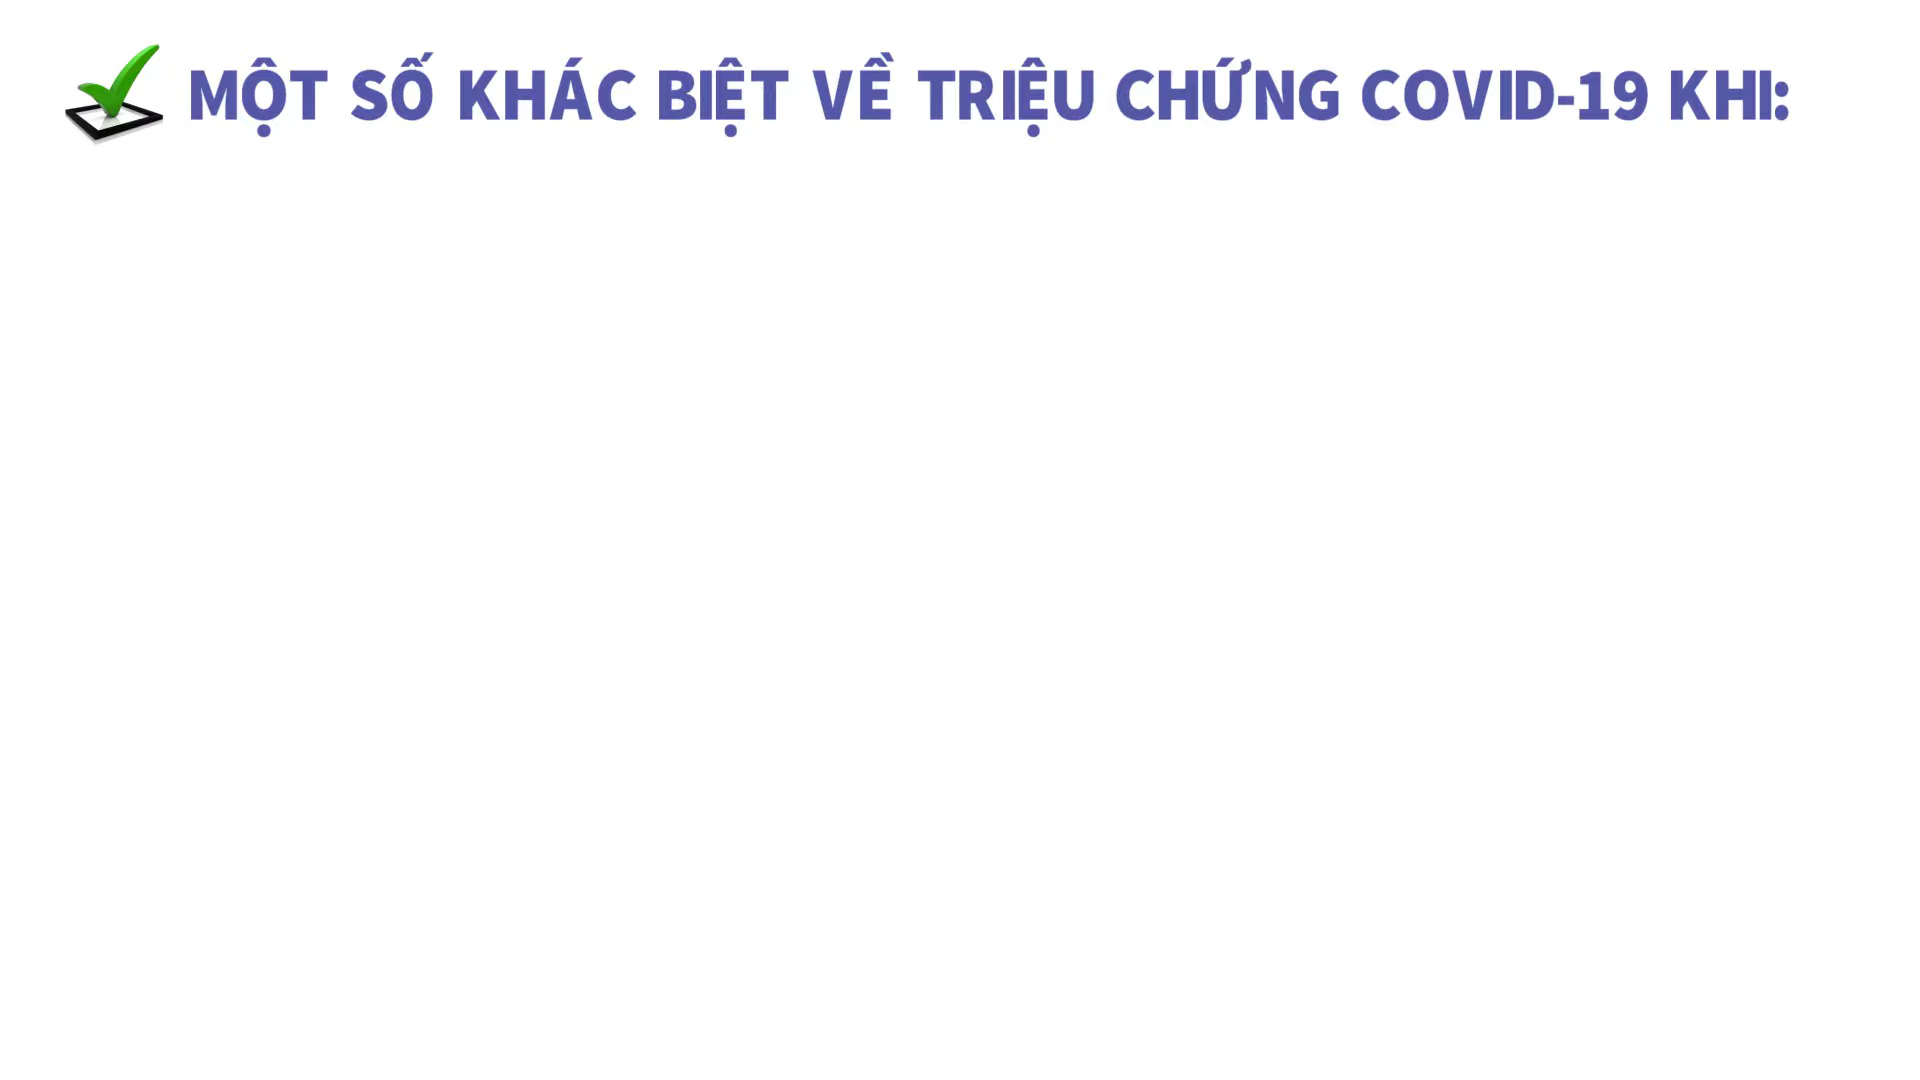 MỘT SỐ KHÁC BIỆT VỀ TRIỆU CHỨNG COVID-19 KHI: